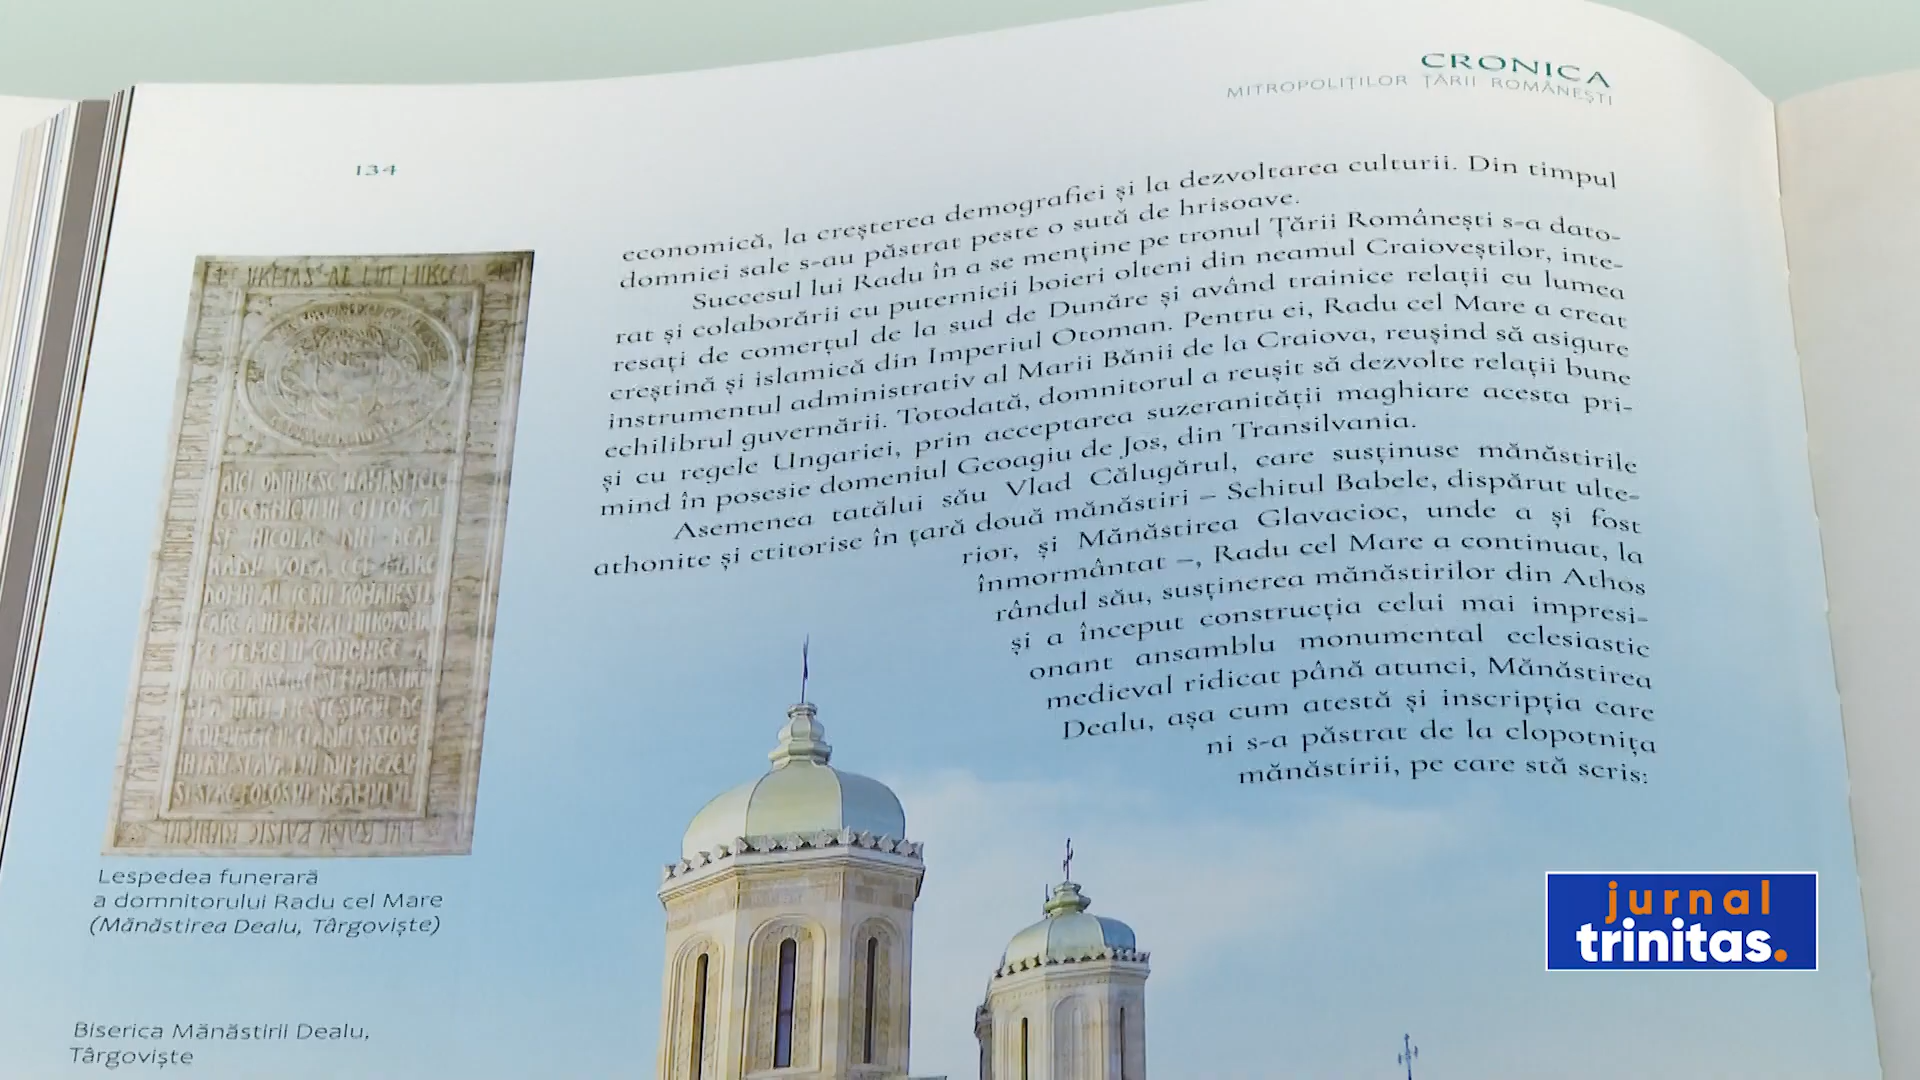 CRONICA
MITROPOLIȚILOR ȚĂRII ROMÂNEȘTI
134
economică, la creșterea demografiei și la dezvoltarea culturii. Din timpul
domniei sale s-au păstrat peste o sută de hrisoave.
Succesul lui Radu în a se menține pe tronul Țării Românești s-a dato-
rat și colaborării cu puternicii boieri olteni din neamul Craioveștilor, inte-
resați de comerțul de la sud de Dunăre și având trainice relații cu lumea
creștină și islamică din Imperiul Otoman. Pentru ei, Radu cel Mare a creat
instrumentul administrativ al Marii Bănii de la Craiova, reușind să asigure
echilibrul guvernării. Totodată, domnitorul a reușit să dezvolte relații bune
și cu regele Ungariei, prin acceptarea suzeranității maghiare acesta pri-
mind în posesie domeniul Geoagiu de Jos, din Transilvania.
Asemenea tatălui său Vlad Călugărul, care susținuse mănăstirile
athonite și ctitorise în țară două mănăstiri – Schitul Babele, dispărut ulte-
rior, și Mănăstirea Glavacioc, unde a și fost
înmormântat –, Radu cel Mare a continuat, la
rândul său, susținerea mănăstirilor din Athos
și a început construcția celui mai impresi-
onant ansamblu monumental eclesiastic
medieval ridicat până atunci, Mănăstirea
Dealu, așa cum atestă și inscripția care
ni s-a păstrat de la clopotnița
mănăstirii, pe care stă scris:
Lespedea funerară
a domnitorului Radu cel Mare
(Mănăstirea Dealu, Târgoviște)
Biserica Mănăstirii Dealu,
Târgoviște
jurnal
trinitas.